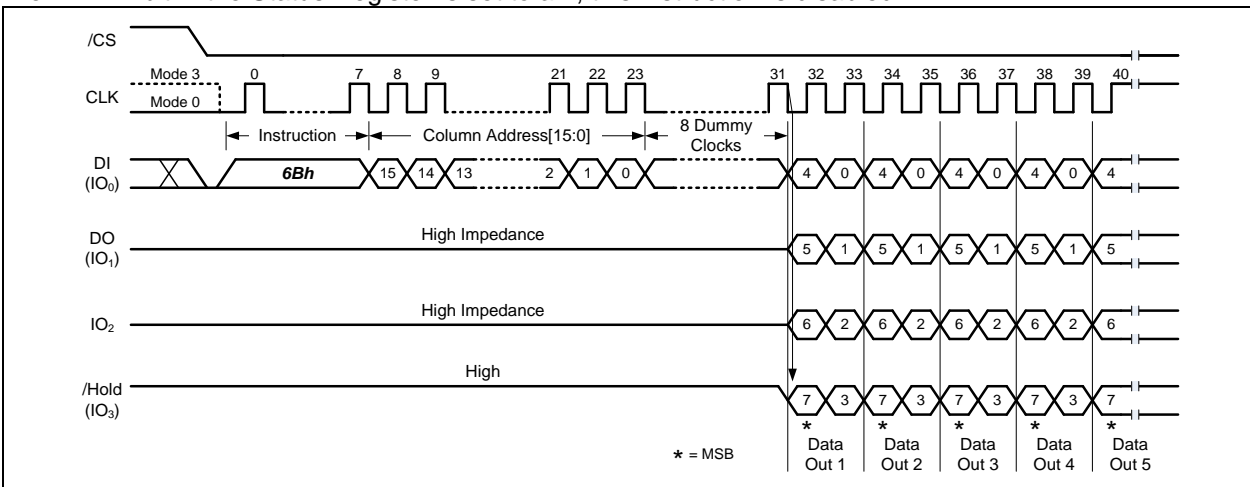 /CS
Mode 3 0 7 8 9 21 22 23 31 32 33 34 35 36 37 38 39 40
CLK Mode 0
Instruction Column Address[15:0] 8 Dummy
Clocks
DI
(IO₀) 6Bh 15 14 13 2 1 0 4 0 4 0 4 0 4 0 4
DO
(IO₁) High Impedance 5 1 5 1 5 1 5 1 5
IO₂ High Impedance 6 2 6 2 6 2 6 2 6
/Hold
(IO₃) High 7 3 7 3 7 3 7 3 7
* * * * *
* = MSB
Data
Out 1
Data
Out 2
Data
Out 3
Data
Out 4
Data
Out 5